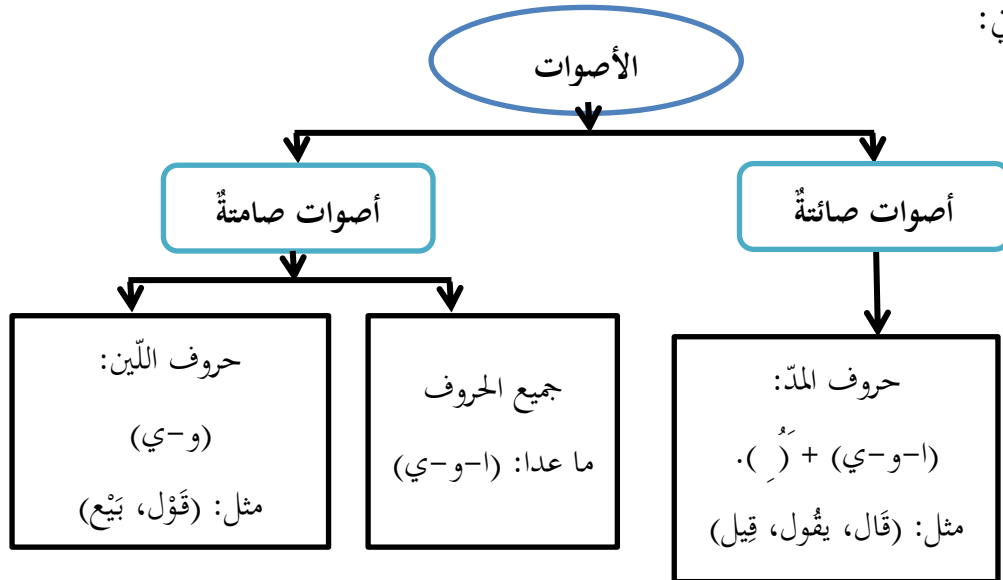 الأصوات
أصوات صائتةٌ
أصوات صامتةٌ
حروف المدّ:
(ا-و-ي) + (َ ُ ِ).
مثل: (قَال، يقُول، قِيل)
جميع الحروف
ما عدا: (ا-و-ي)
حروف اللّين:
(و-ي)
مثل: (قَوْل، بَيْع)